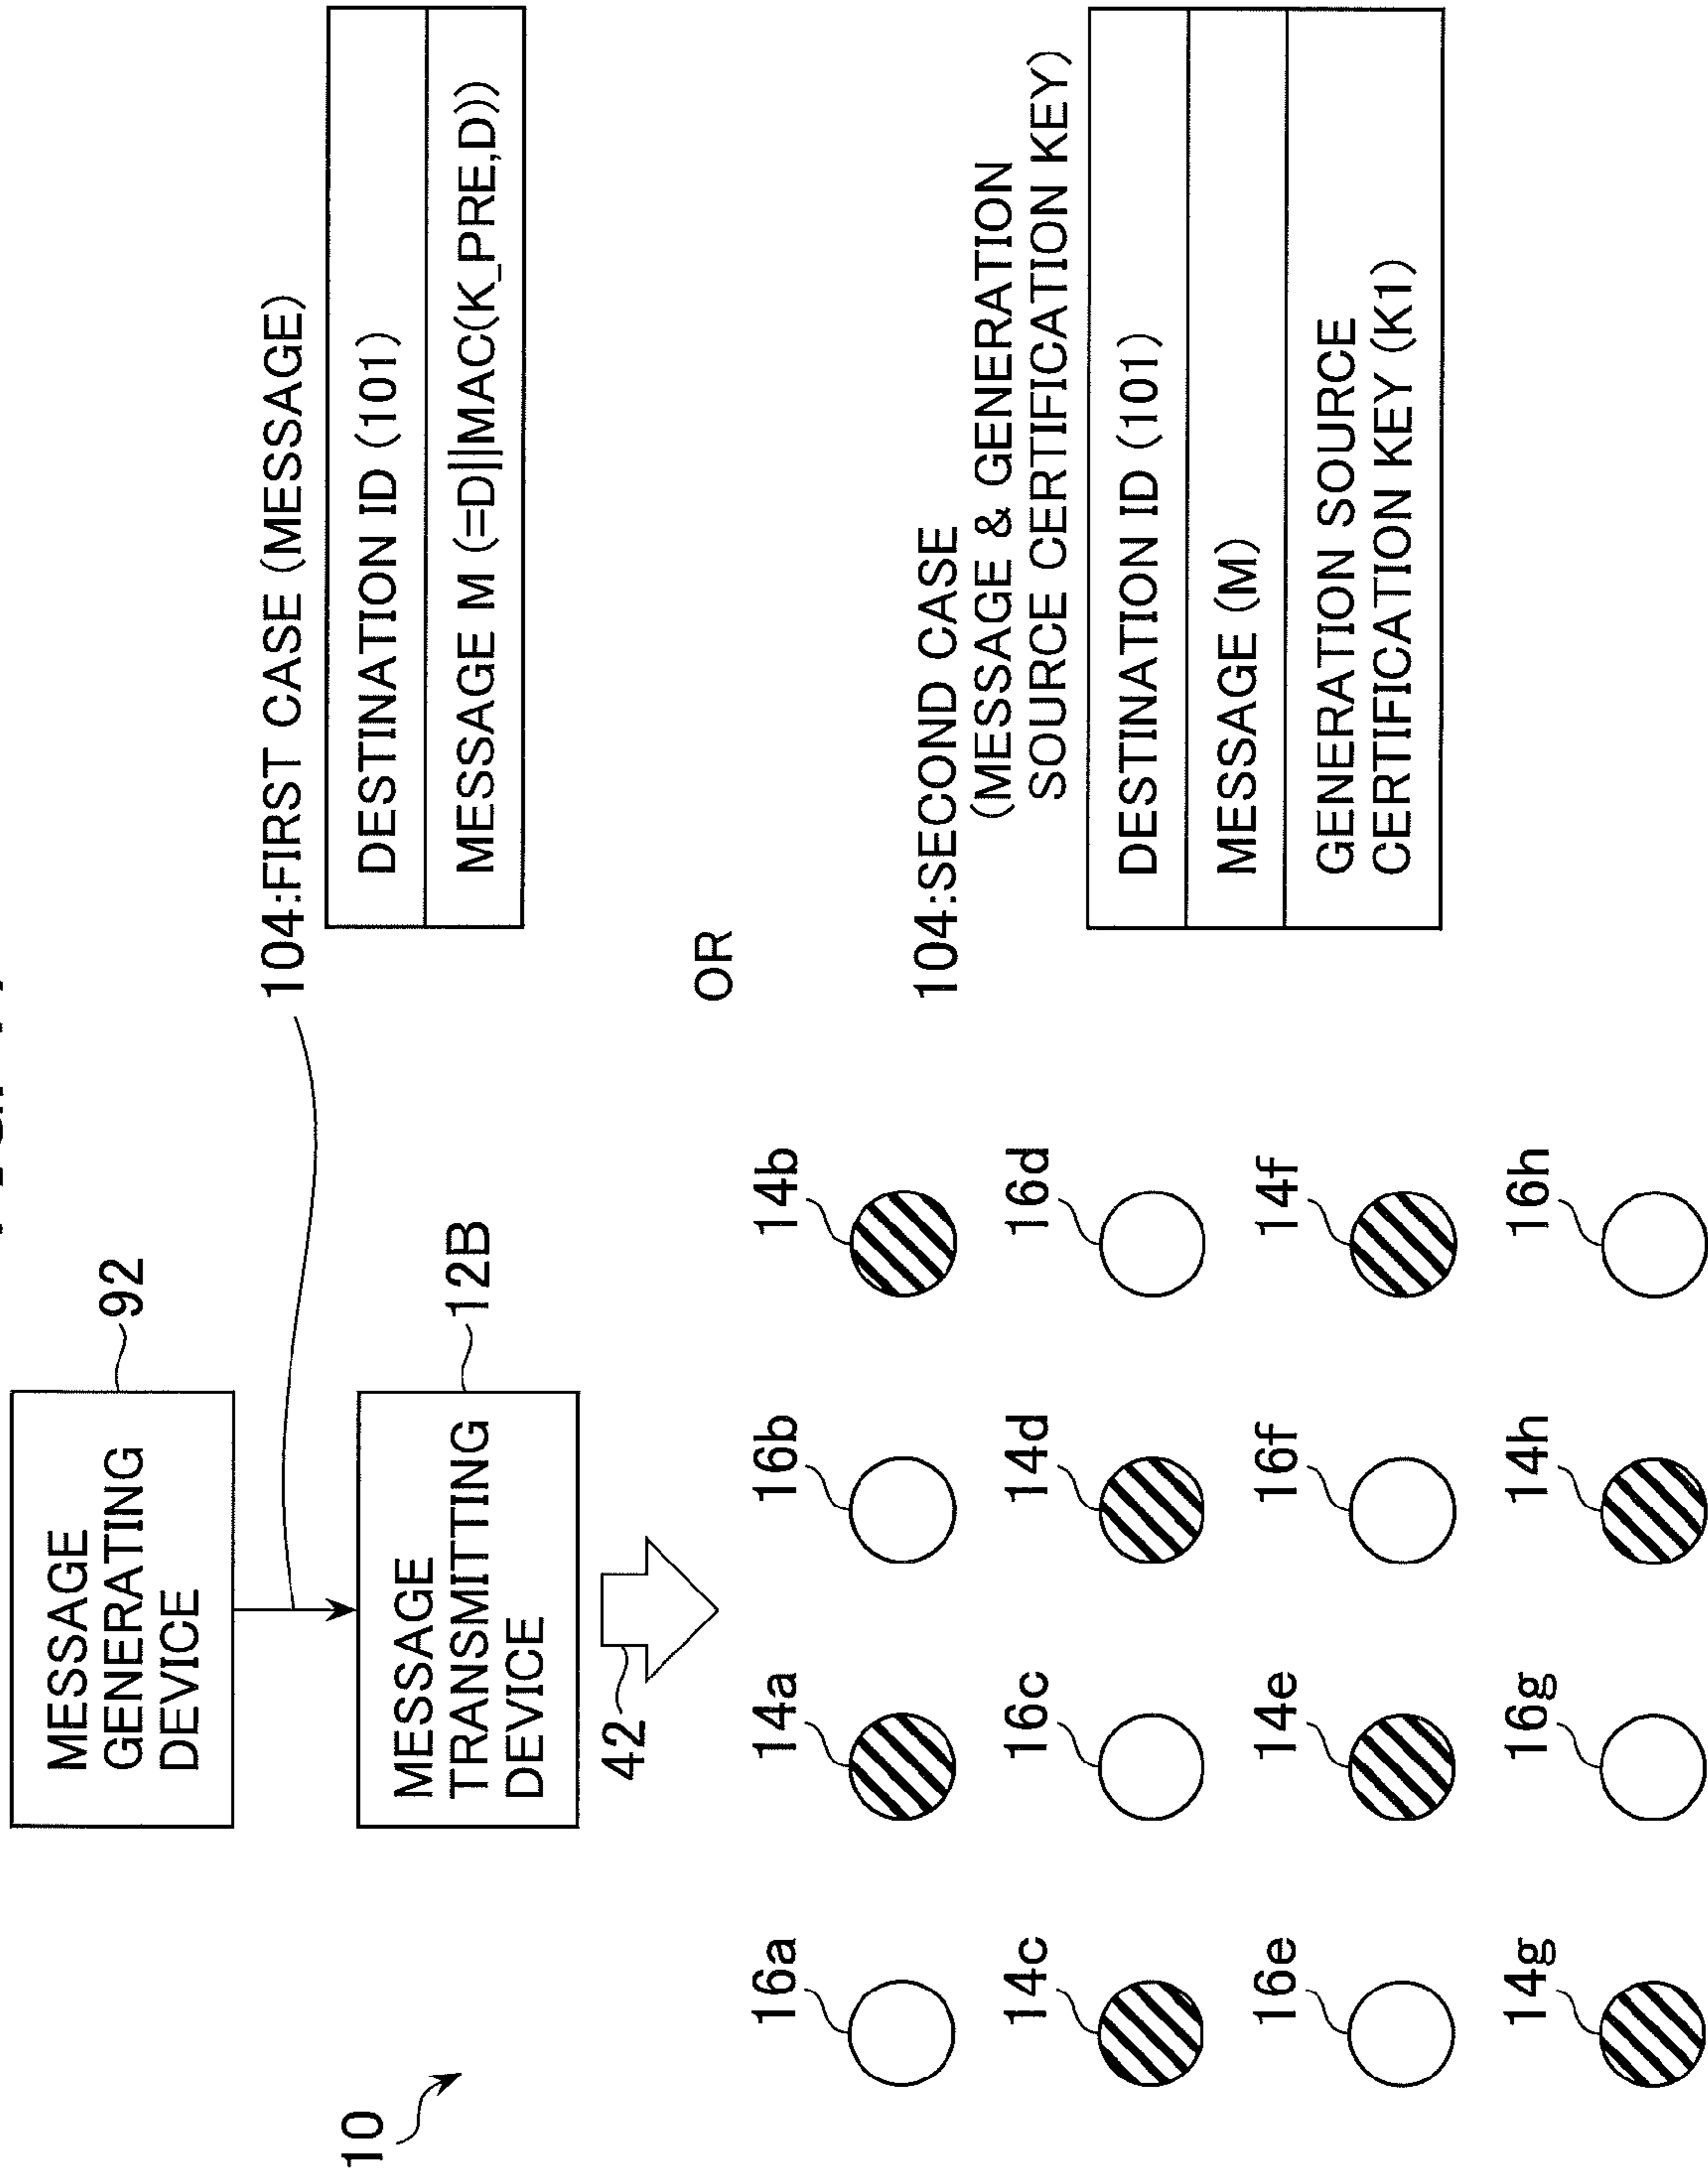 10
MESSAGE
GENERATING
DEVICE
92
MESSAGE
TRANSMITTING
DEVICE
12B
42
104:FIRST CASE (MESSAGE)
DESTINATION ID (101)
MESSAGE M (=D||MAC(K_PRE,D))
OR
104:SECOND CASE
(MESSAGE & GENERATION
SOURCE CERTIFICATION KEY)
DESTINATION ID (101)
MESSAGE (M)
GENERATION SOURCE
CERTIFICATION KEY (K1)
16a 14a 16b 14b
14c 16c 14d 16d
16e 14e 16f 14f
14g 16g 14h 16h